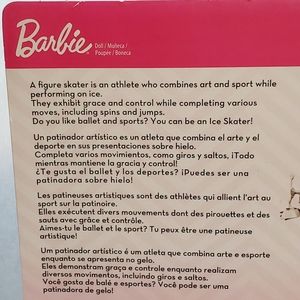 Barbie
Doll / Muñeca /
Poupée / Boneca
A figure skater is an athlete who combines art and sport while
performing on ice.
They exhibit grace and control while completing various
moves, including spins and jumps.
Do you like ballet and sports? You can be an Ice Skater!
Un patinador artístico es un atleta que combina el arte y el
deporte en sus presentaciones sobre hielo.
Completa varios movimientos, como giros y saltos, ¡Todo
mientras mantiene la gracia y control!
¿Te gusta el ballet y los deportes? ¡Puedes ser una
patinadora sobre hielo!
Les patineuses artistiques sont des athlètes qui allient l'art au
sport sur la patinoire.
Elles exécutent divers mouvements dont des pirouettes et des
sauts avec grâce et contrôle.
Aimes-tu le ballet et le sport? Tu peux être une patineuse
artistique!
Um patinador artístico é um atleta que combina arte e esporte
enquanto se apresenta no gelo.
Eles demonstram graça e controle enquanto realizam
diversos movimentos, incluindo giros e saltos.
Você gosta de balé e esportes? Você pode ser uma
patinadora de gelo!